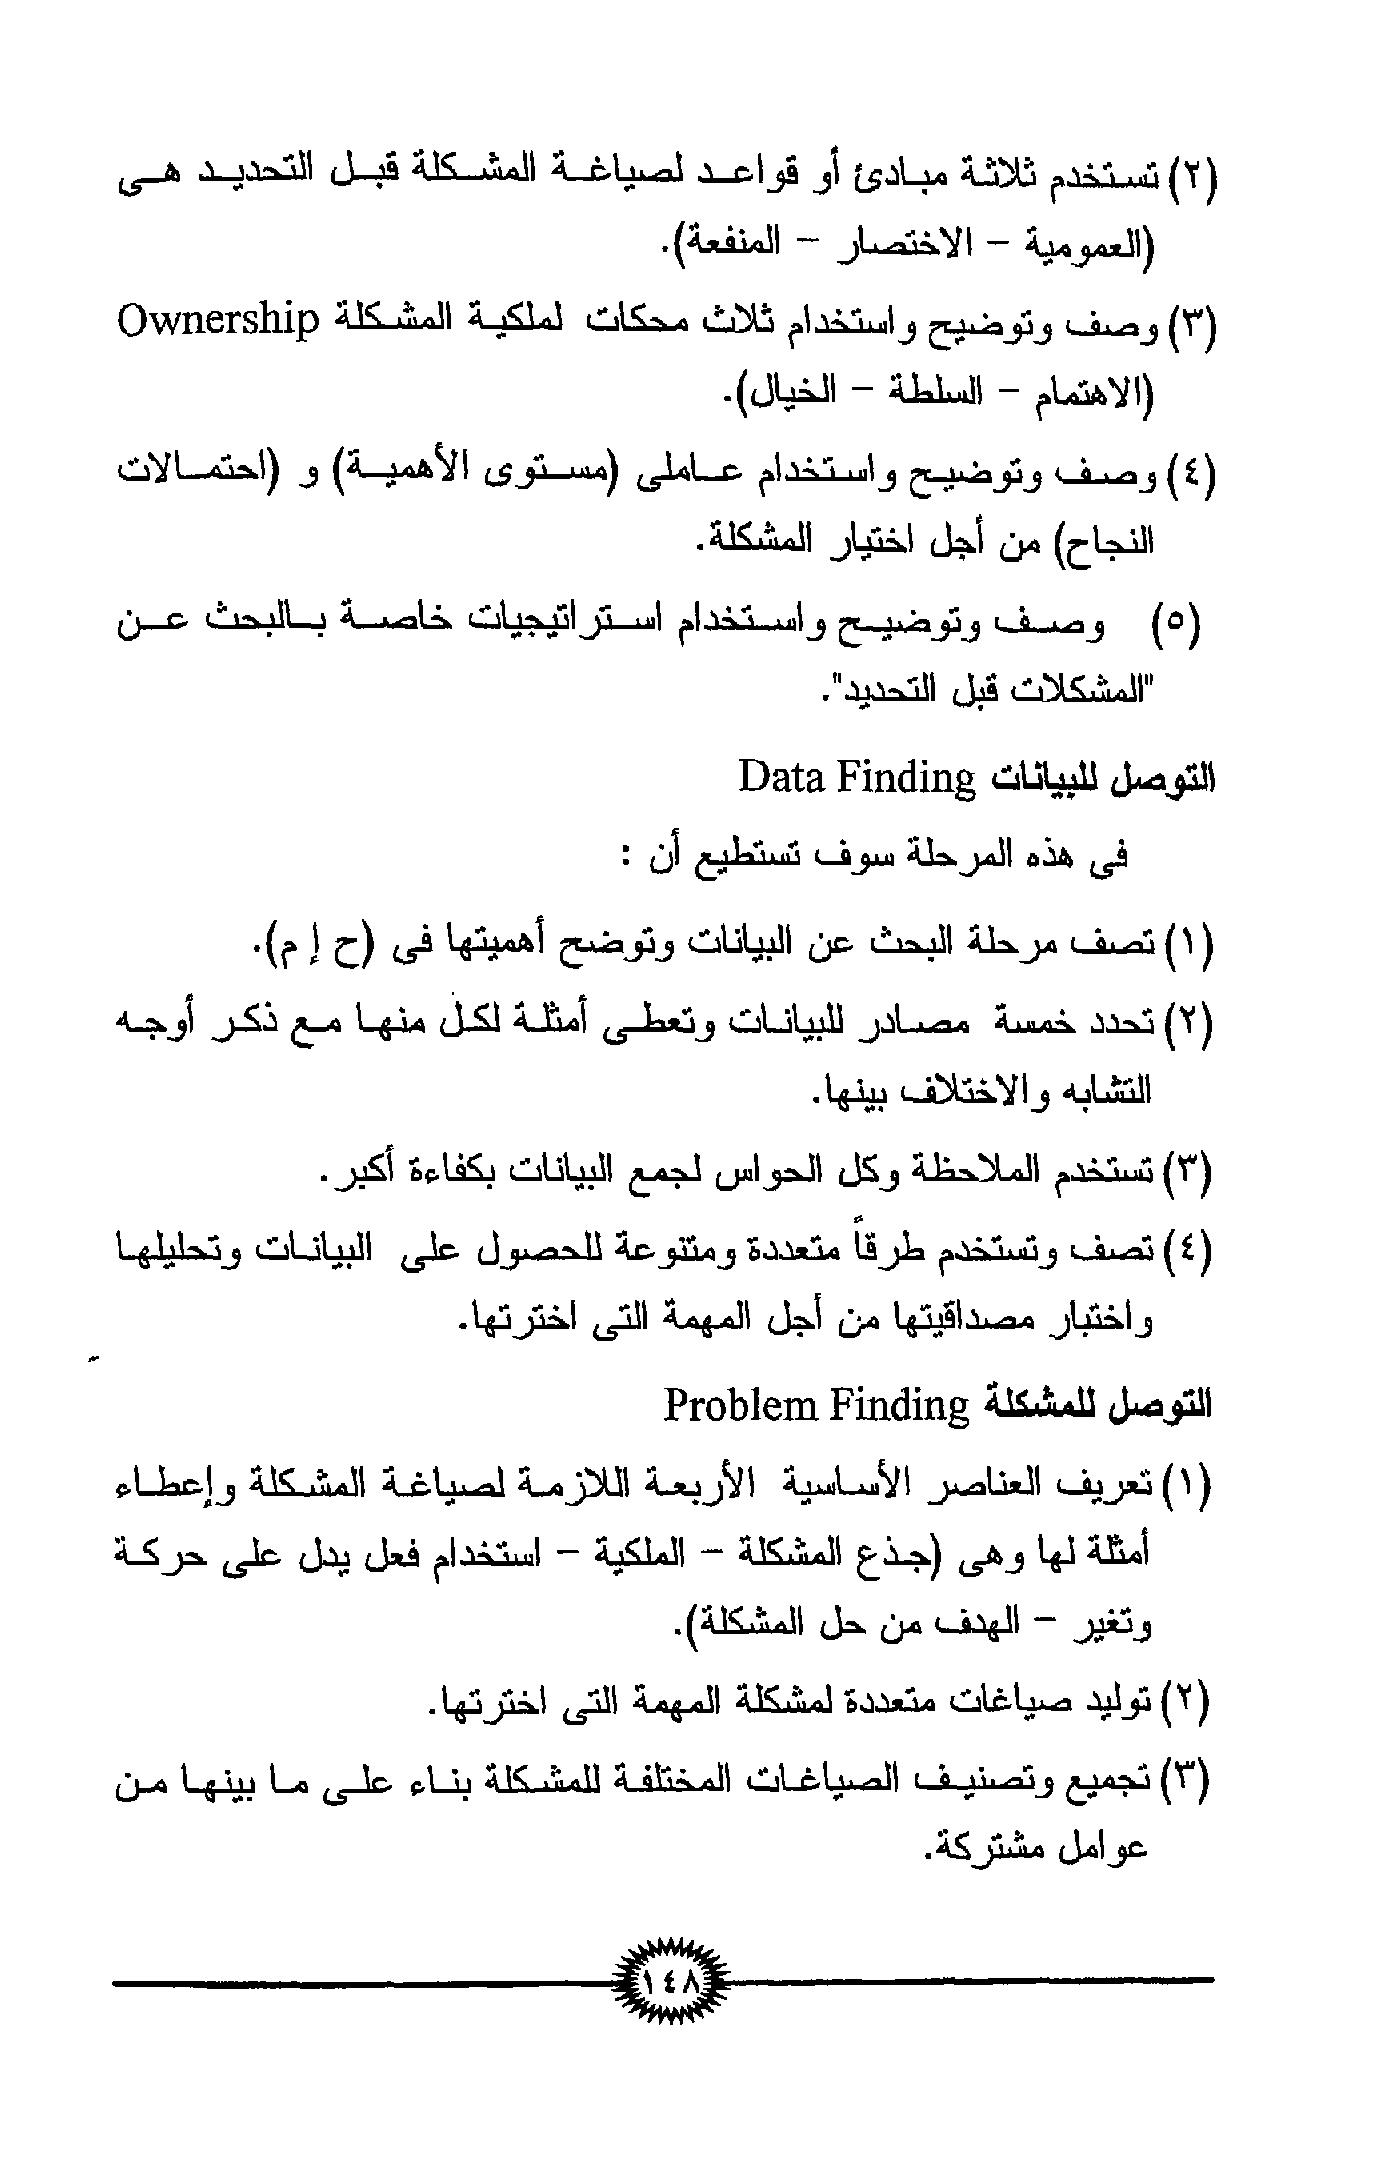 (٢) تستخدم ثلاثة مبادئ أو قواعد لصياغة المشكلة قبل التحديد هى
(العمومية – الاختصار – المنفعة).
(٣) وصف وتوضيح واستخدام ثلاث محكات لملكية المشكلة Ownership
(الاهتمام – السلطة – الخيال).
(٤) وصف وتوضيح واستخدام عاملى (مستوى الأهمية) و (احتمالات
النجاح) من أجل اختيار المشكلة.
(٥) وصف وتوضيح واستخدام استراتيجيات خاصة بالبحث عن
"المشكلات قبل التحديد".
التوصل للبيانات Data Finding
فى هذه المرحلة سوف تستطيع أن :
(١) تصف مرحلة البحث عن البيانات وتوضح أهميتها فى (ح إ م).
(٢) تحدد خمسة مصادر للبيانات وتعطى أمثلة لكل منها مع ذكر أوجه
التشابه والاختلاف بينها.
(٣) تستخدم الملاحظة وكل الحواس لجمع البيانات بكفاءة أكبر.
(٤) تصف وتستخدم طرقاً متعددة ومتنوعة للحصول على البيانات وتحليلها
واختبار مصداقيتها من أجل المهمة التى اخترتها.
التوصل للمشكلة Problem Finding
(١) تعريف العناصر الأساسية الأربعة اللازمة لصياغة المشكلة وإعطاء
أمثلة لها وهى (جذع المشكلة – الملكية – استخدام فعل يدل على حركة
وتغير – الهدف من حل المشكلة).
(٢) توليد صياغات متعددة لمشكلة المهمة التى اخترتها.
(٣) تجميع وتصنيف الصياغات المختلفة للمشكلة بناء على ما بينها من
عوامل مشتركة.
١٤٨